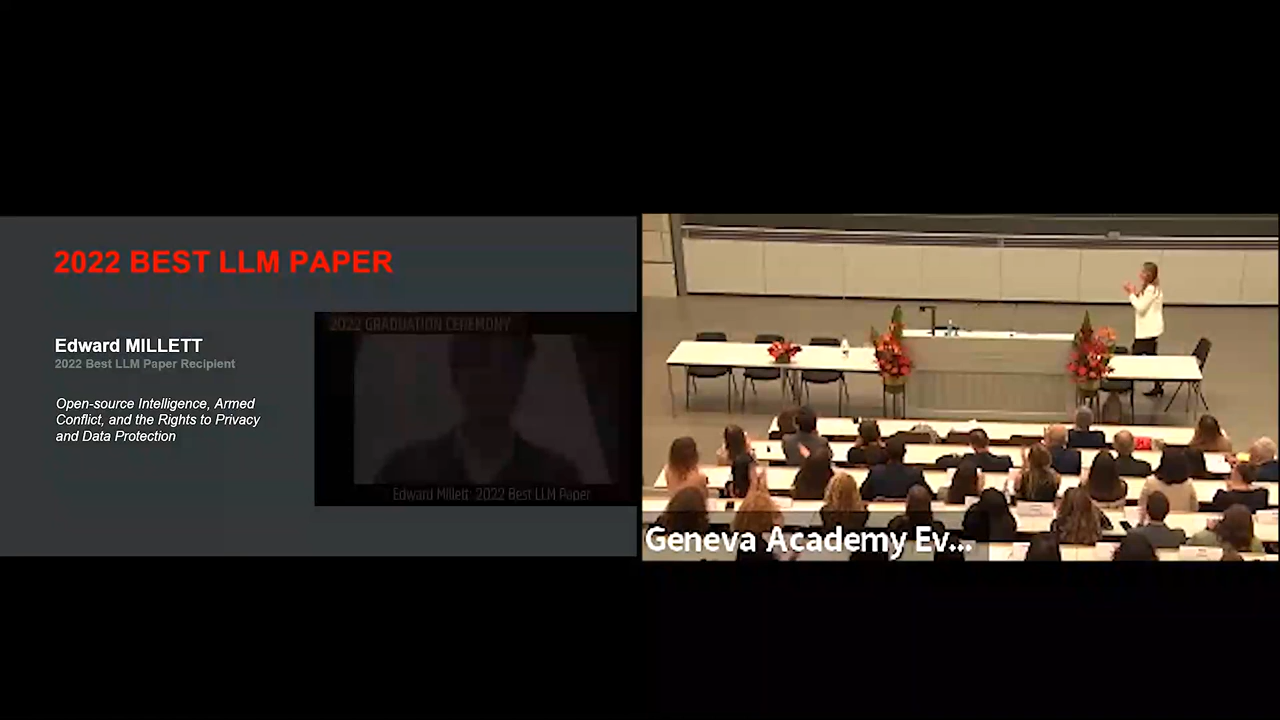 2022 BEST LLM PAPER
Edward MILLETT
2022 Best LLM Paper Recipient
Open-source Intelligence, Armed
Conflict, and the Rights to Privacy
and Data Protection
2022 GRADUATION CEREMONY
Edward Millett: 2022 Best LLM Paper
Geneva Academy Ev...